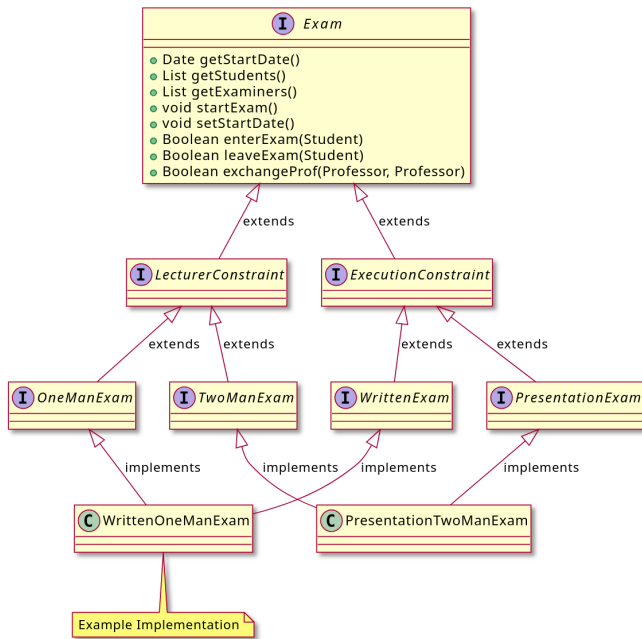 I Exam
Date getStartDate()
List getStudents()
List getExaminers()
void startExam()
void setStartDate()
Boolean enterExam(Student)
Boolean leaveExam(Student)
Boolean exchangeProf(Professor, Professor)
extends extends
I LecturerConstraint I ExecutionConstraint
extends extends extends extends
I OneManExam I TwoManExam I WrittenExam I PresentationExam
implements implements implements implements
C WrittenOneManExam C PresentationTwoManExam
Example Implementation